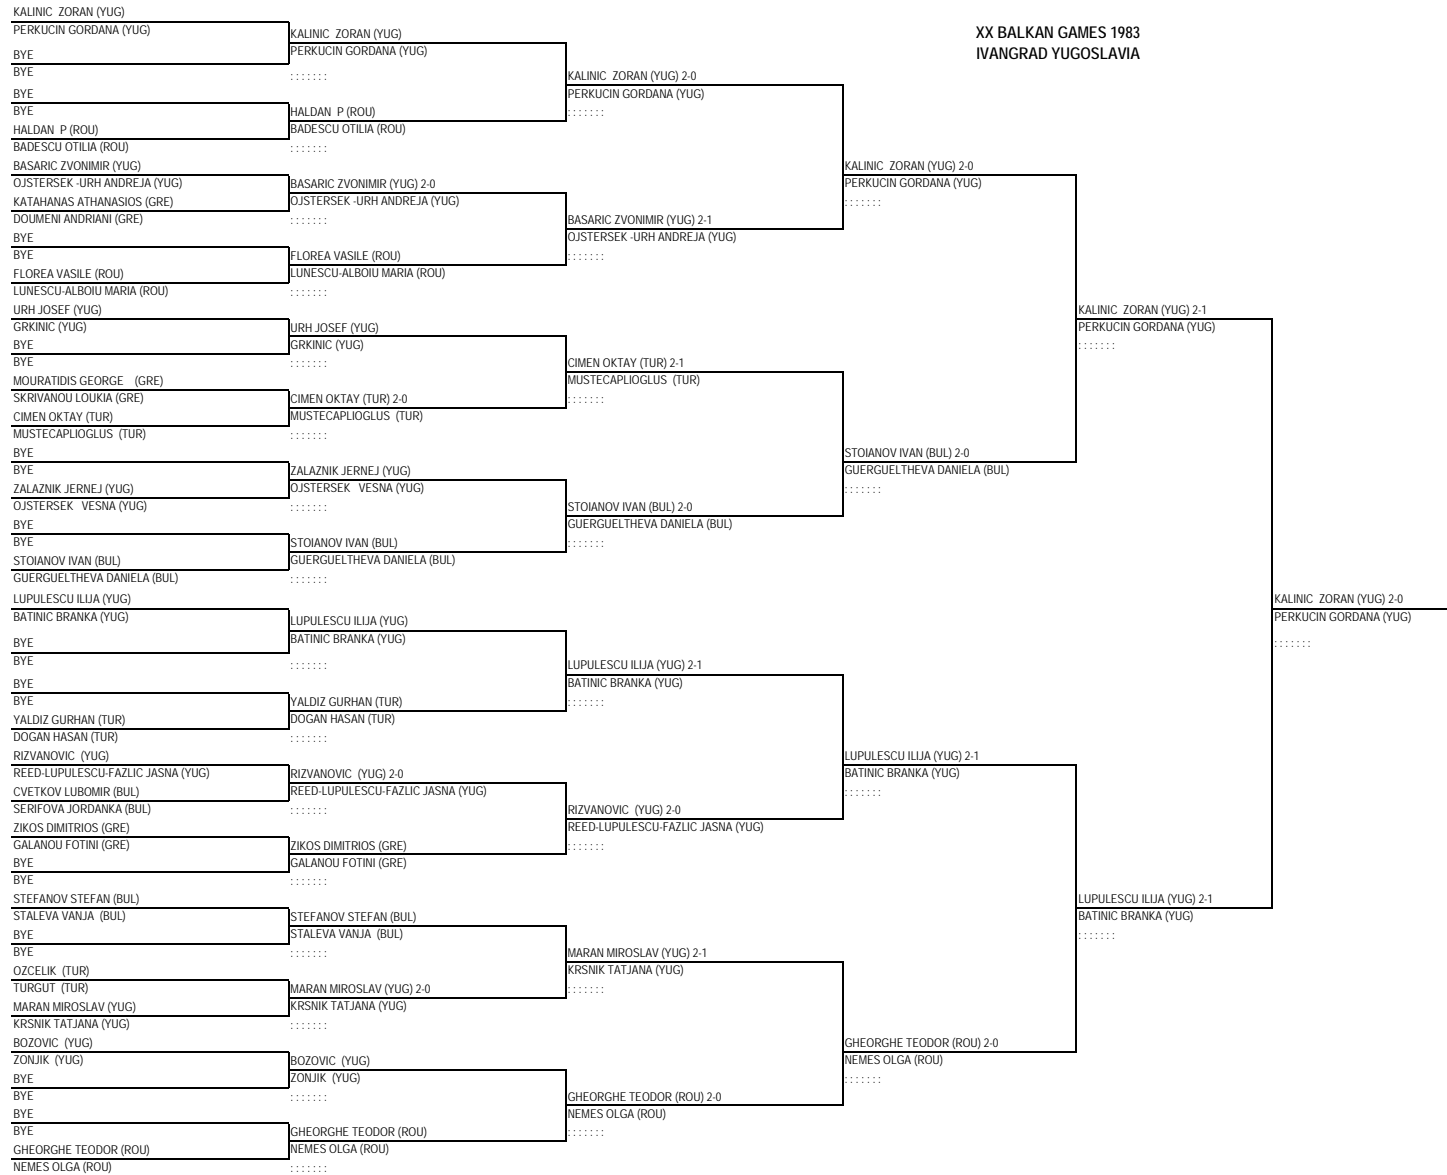 XX BALKAN GAMES 1983
IVANGRAD YUGOSLAVIA
KALINIC ZORAN (YUG)
PERKUCIN GORDANA (YUG)
BYE
BYE
BYE
BYE
HALDAN P (ROU)
BADESCU OTILIA (ROU)
BASARIC ZVONIMIR (YUG)
OJSTERSEK -URH ANDREJA (YUG)
KATAHANAS ATHANASIOS (GRE)
DOUMENI ANDRIANI (GRE)
BYE
BYE
FLOREA VASILE (ROU)
LUNESCU-ALBOIU MARIA (ROU)
URH JOSEF (YUG)
GRKINIC (YUG)
BYE
BYE
MOURATIDIS GEORGE (GRE)
SKRIVANOU LOUKIA (GRE)
CIMEN OKTAY (TUR)
MUSTECAPLIOGLUS (TUR)
BYE
BYE
ZALAZNIK JERNEJ (YUG)
OJSTERSEK VESNA (YUG)
BYE
BYE
STOIANOV IVAN (BUL)
GUERGUELTHEVA DANIELA (BUL)
LUPULESCU ILIJA (YUG)
BATINIC BRANKA (YUG)
BYE
BYE
BYE
BYE
YALDIZ GURHAN (TUR)
DOGAN HASAN (TUR)
RIZVANOVIC (YUG)
REED-LUPULESCU-FAZLIC JASNA (YUG)
CVETKOV LUBOMIR (BUL)
SERIFOVA JORDANKA (BUL)
ZIKOS DIMITRIOS (GRE)
GALANOU FOTINI (GRE)
BYE
BYE
STEFANOV STEFAN (BUL)
STALEVA VANJA (BUL)
BYE
BYE
OZCELIK (TUR)
TURGUT (TUR)
MARAN MIROSLAV (YUG)
KRSNIK TATJANA (YUG)
BOZOVIC (YUG)
ZONJIK (YUG)
BYE
BYE
BYE
BYE
GHEORGHE TEODOR (ROU)
NEMES OLGA (ROU)
KALINIC ZORAN (YUG)
PERKUCIN GORDANA (YUG)
: : : : : : :
HALDAN P (ROU)
BADESCU OTILIA (ROU)
: : : : : : :
BASARIC ZVONIMIR (YUG) 2-0
OJSTERSEK -URH ANDREJA (YUG)
: : : : : : :
FLOREA VASILE (ROU)
LUNESCU-ALBOIU MARIA (ROU)
: : : : : : :
URH JOSEF (YUG)
GRKINIC (YUG)
: : : : : : :
CIMEN OKTAY (TUR) 2-0
MUSTECAPLIOGLUS (TUR)
: : : : : : :
ZALAZNIK JERNEJ (YUG)
OJSTERSEK VESNA (YUG)
: : : : : : :
STOIANOV IVAN (BUL)
GUERGUELTHEVA DANIELA (BUL)
: : : : : : :
LUPULESCU ILIJA (YUG)
BATINIC BRANKA (YUG)
: : : : : : :
YALDIZ GURHAN (TUR)
DOGAN HASAN (TUR)
: : : : : : :
RIZVANOVIC (YUG) 2-0
REED-LUPULESCU-FAZLIC JASNA (YUG)
: : : : : : :
ZIKOS DIMITRIOS (GRE)
GALANOU FOTINI (GRE)
: : : : : : :
STEFANOV STEFAN (BUL)
STALEVA VANJA (BUL)
: : : : : : :
MARAN MIROSLAV (YUG) 2-0
KRSNIK TATJANA (YUG)
: : : : : : :
BOZOVIC (YUG)
ZONJIK (YUG)
: : : : : : :
GHEORGHE TEODOR (ROU)
NEMES OLGA (ROU)
: : : : : : :
KALINIC ZORAN (YUG) 2-0
PERKUCIN GORDANA (YUG)
: : : : : : :
BASARIC ZVONIMIR (YUG) 2-1
OJSTERSEK -URH ANDREJA (YUG)
: : : : : : :
CIMEN OKTAY (TUR) 2-1
MUSTECAPLIOGLUS (TUR)
: : : : : : :
STOIANOV IVAN (BUL) 2-0
GUERGUELTHEVA DANIELA (BUL)
: : : : : : :
LUPULESCU ILIJA (YUG) 2-1
BATINIC BRANKA (YUG)
: : : : : : :
RIZVANOVIC (YUG) 2-0
REED-LUPULESCU-FAZLIC JASNA (YUG)
: : : : : : :
MARAN MIROSLAV (YUG) 2-1
KRSNIK TATJANA (YUG)
: : : : : : :
GHEORGHE TEODOR (ROU) 2-0
NEMES OLGA (ROU)
: : : : : : :
KALINIC ZORAN (YUG) 2-0
PERKUCIN GORDANA (YUG)
: : : : : : :
STOIANOV IVAN (BUL) 2-0
GUERGUELTHEVA DANIELA (BUL)
: : : : : : :
LUPULESCU ILIJA (YUG) 2-1
BATINIC BRANKA (YUG)
: : : : : : :
GHEORGHE TEODOR (ROU) 2-0
NEMES OLGA (ROU)
: : : : : : :
KALINIC ZORAN (YUG) 2-1
PERKUCIN GORDANA (YUG)
: : : : : : :
LUPULESCU ILIJA (YUG) 2-1
BATINIC BRANKA (YUG)
: : : : : : :
KALINIC ZORAN (YUG) 2-0
PERKUCIN GORDANA (YUG)
: : : : : : :